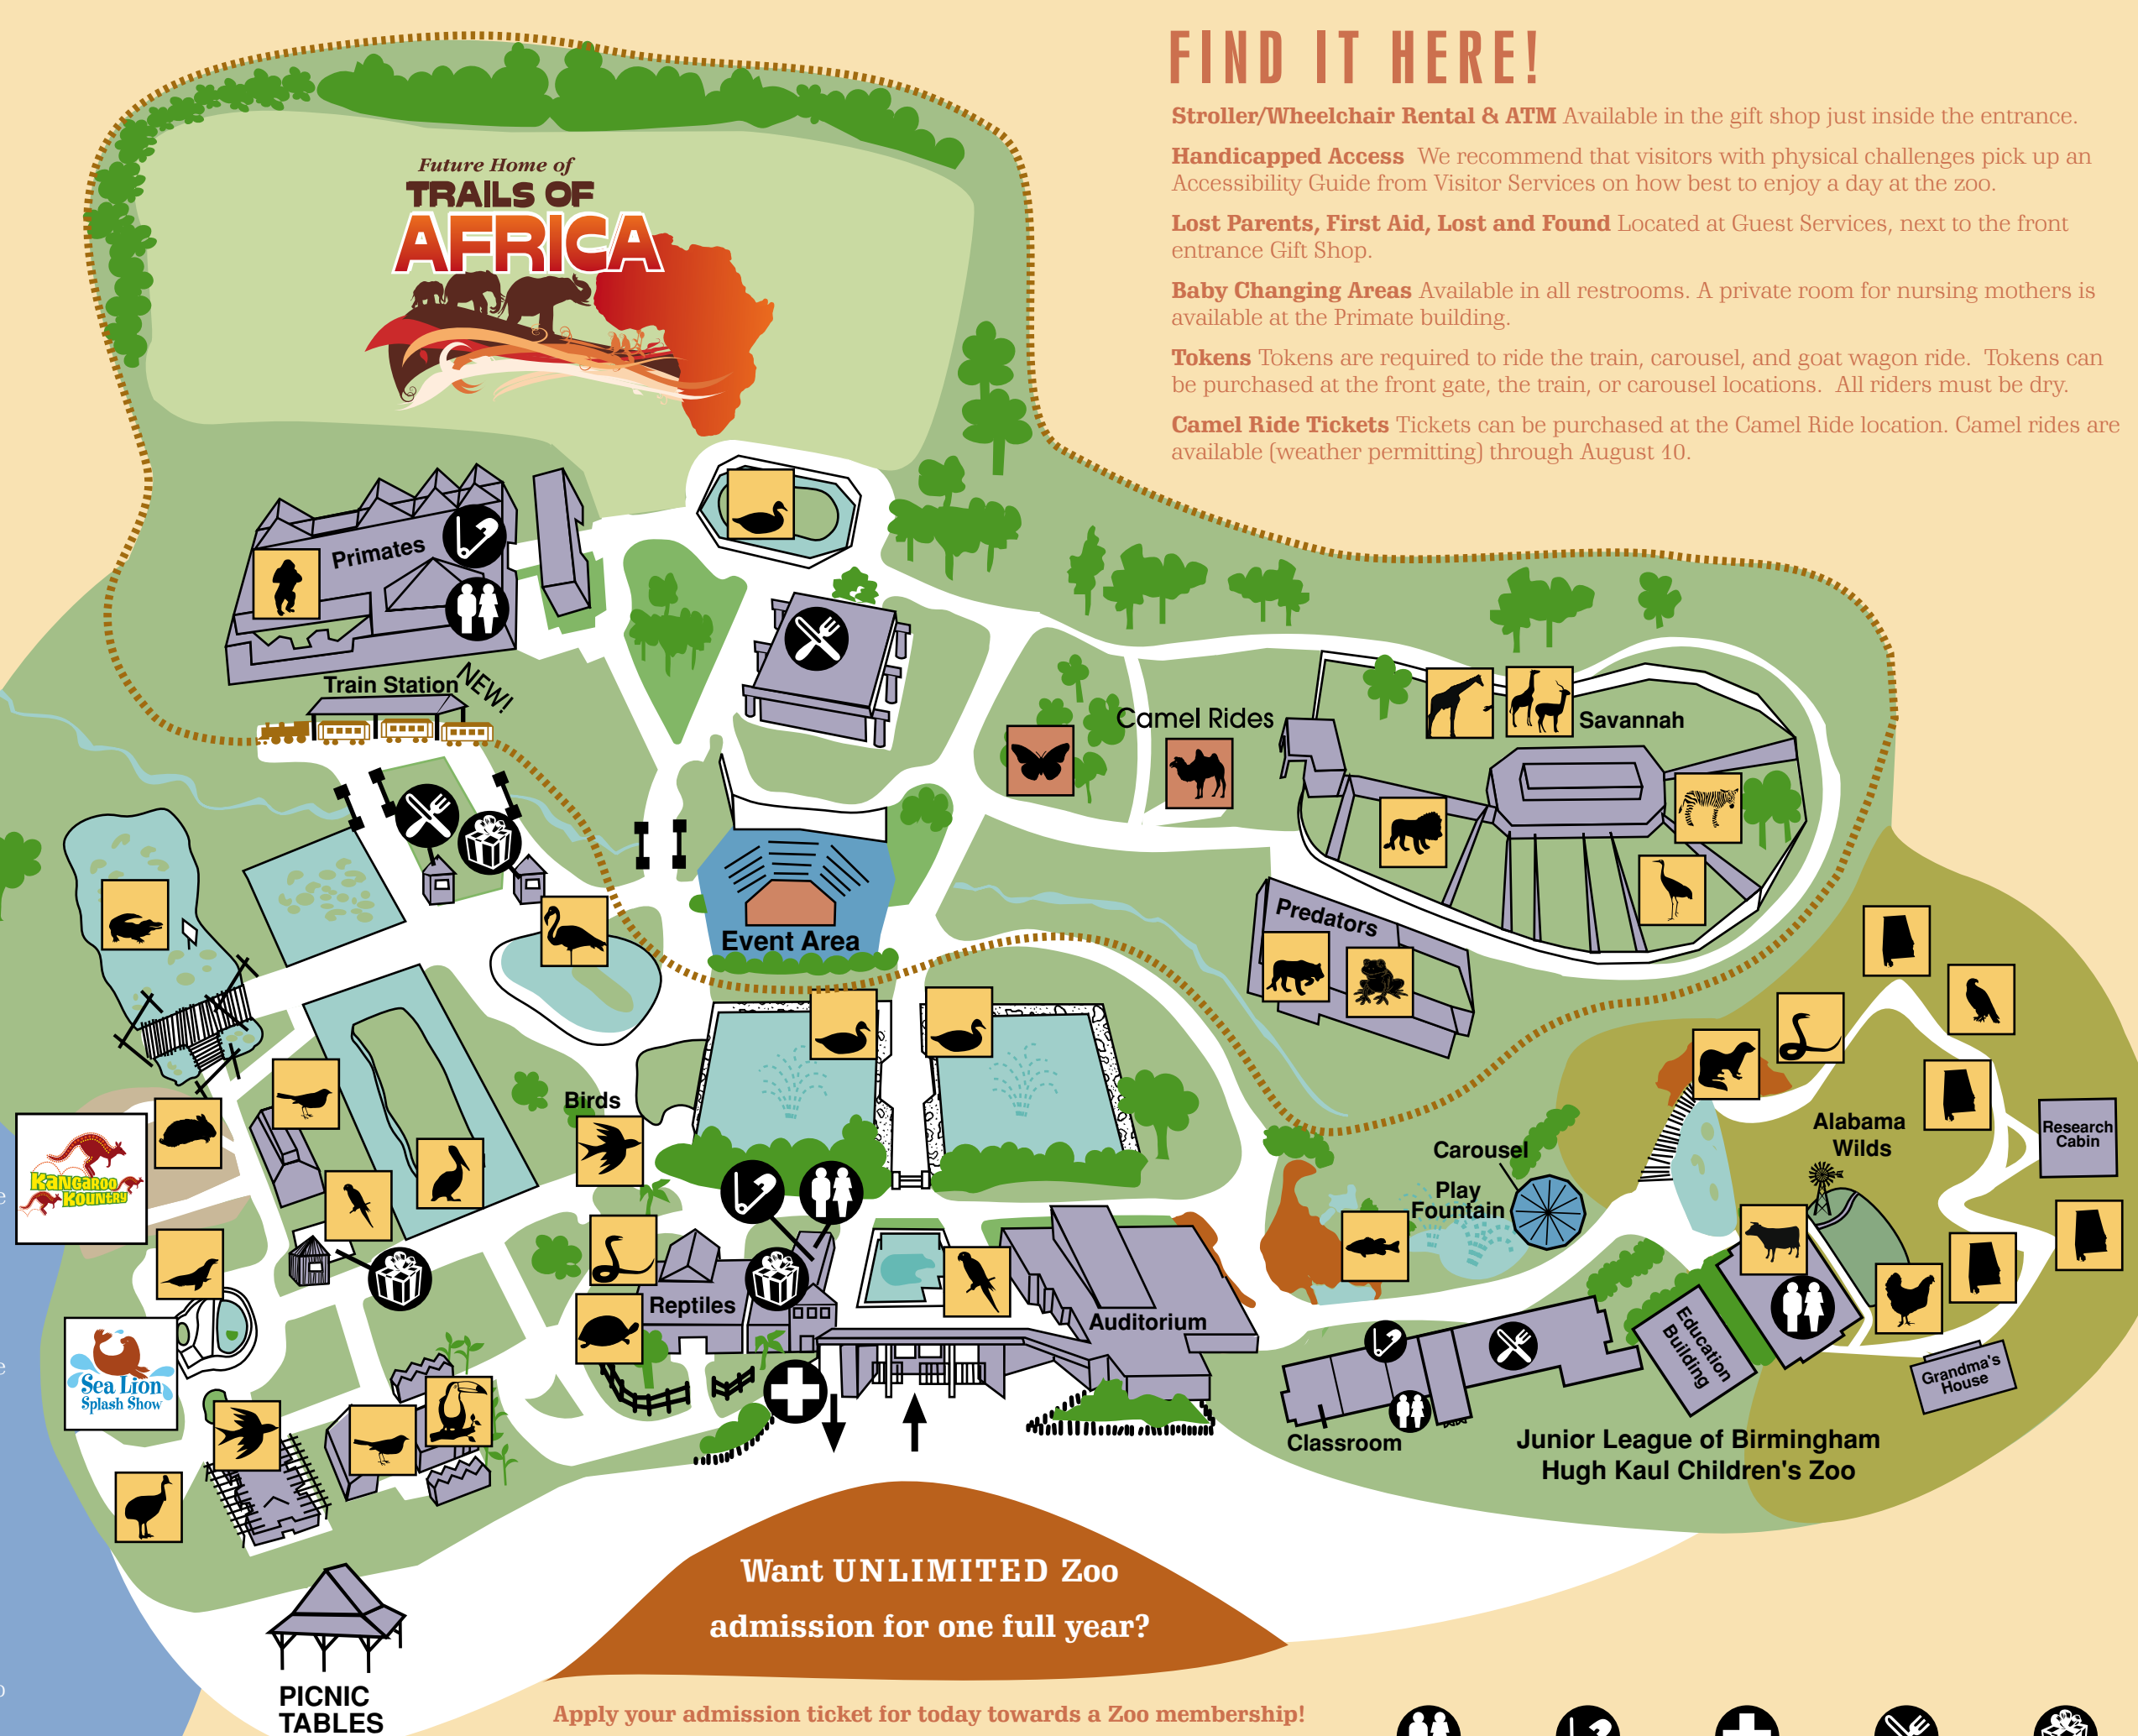 FIND IT HERE!
Stroller/Wheelchair Rental & ATM Available in the gift shop just inside the entrance.
Handicapped Access We recommend that visitors with physical challenges pick up an
Accessibility Guide from Visitor Services on how best to enjoy a day at the zoo.
Lost Parents, First Aid, Lost and Found Located at Guest Services, next to the front
entrance Gift Shop.
Baby Changing Areas Available in all restrooms. A private room for nursing mothers is
available at the Primate building.
Tokens Tokens are required to ride the train, carousel, and goat wagon ride. Tokens can
be purchased at the front gate, the train, or carousel locations. All riders must be dry.
Camel Ride Tickets Tickets can be purchased at the Camel Ride location. Camel rides are
available (weather permitting) through August 10.
Future Home of
TRAILS OF
AFRICA
Primates
Train Station
NEW!
Camel Rides
Savannah
Predators
Event Area
Birds
Alabama
Wilds
Research
Cabin
Carousel
Play
Fountain
KANGAROO
KOUNTRY
Reptiles
Auditorium
Sea Lion
Splash Show
Education
Building
Grandma's
House
Classroom
Junior League of Birmingham
Hugh Kaul Children's Zoo
Want UNLIMITED Zoo
admission for one full year?
PICNIC
TABLES
Apply your admission ticket for today towards a Zoo membership!